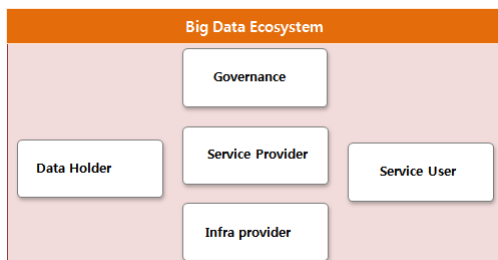 Big Data Ecosystem
Governance
Data Holder
Service Provider
Service User
Infra provider